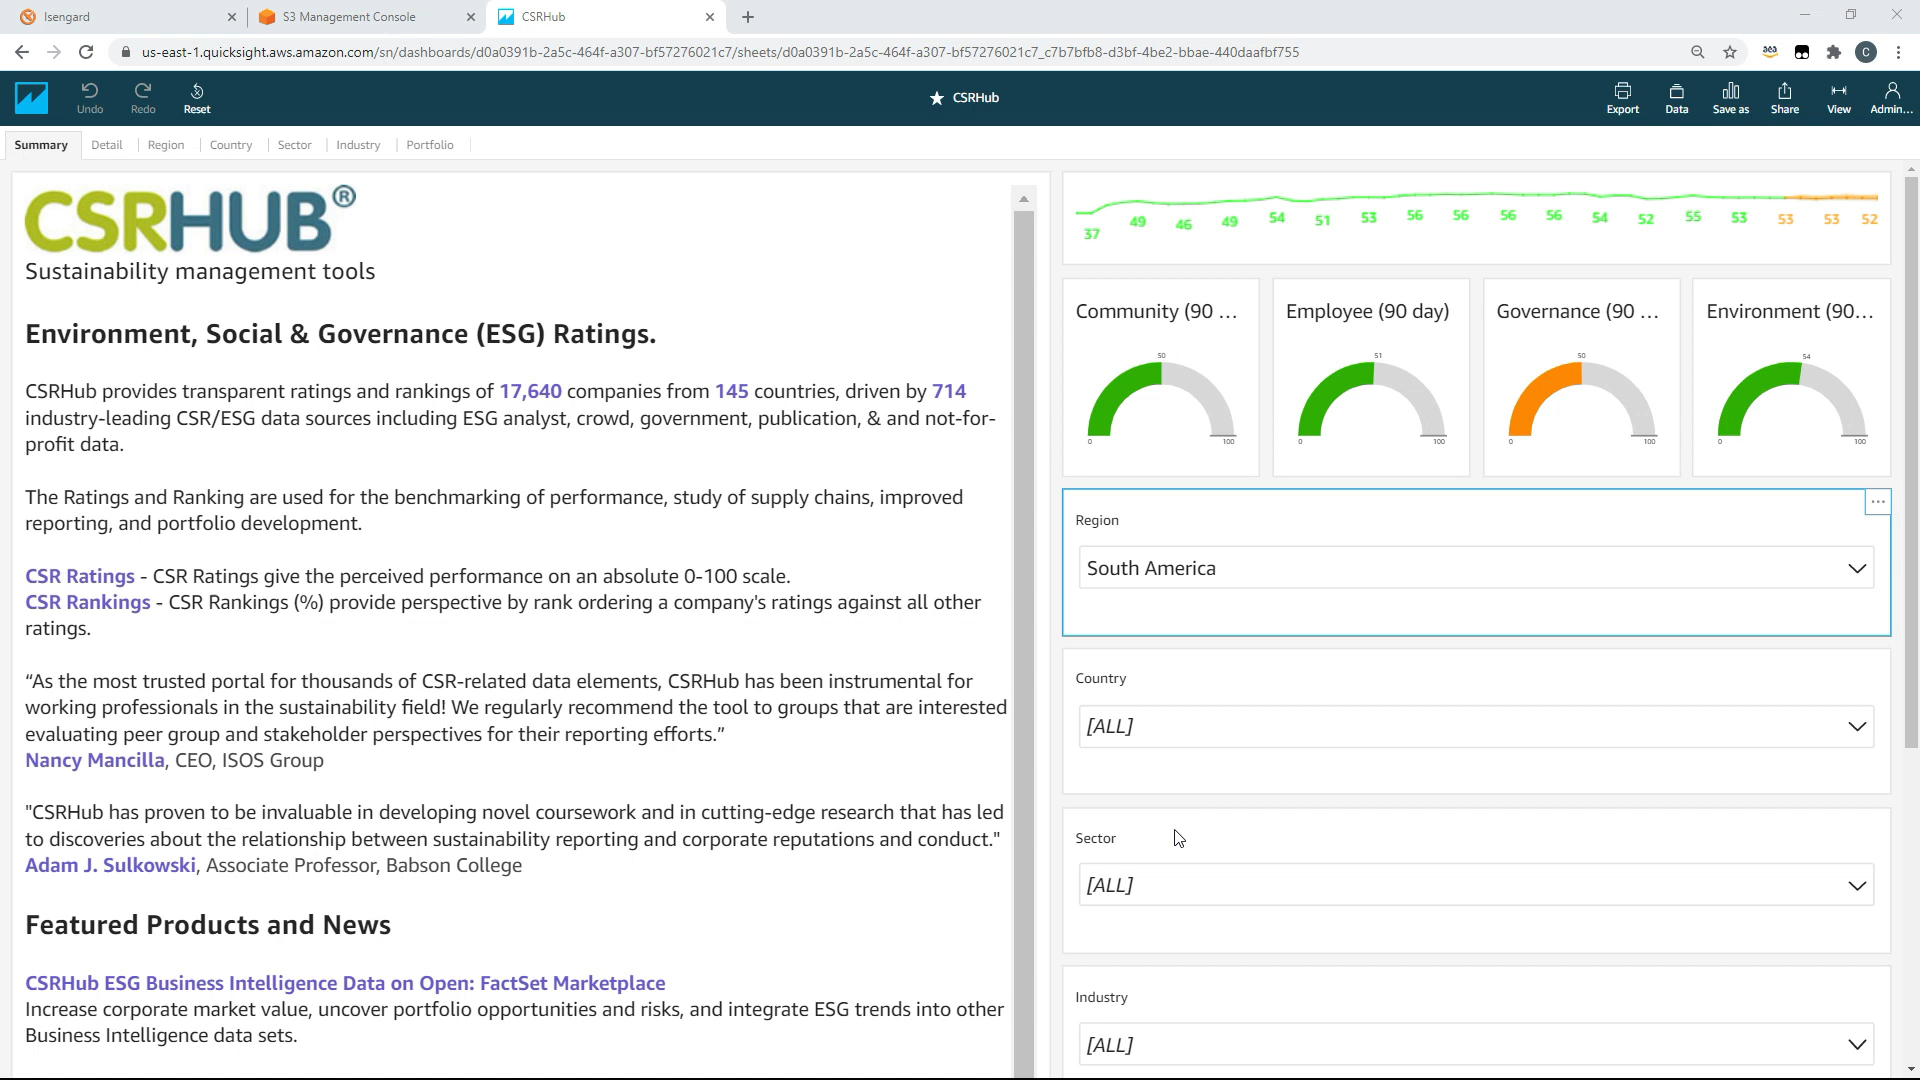 Isengard
S3 Management Console
CSRHub
us-east-1.quicksight.aws.amazon.com/sn/dashboards/d0a0391b-2a5c-464f-a307-bf57276021c7/sheets/d0a0391b-2a5c-464f-a307-bf57276021c7_c7b7bfb8-d3bf-4be2-bbae-440daafbf755
aws
C
Undo
Redo
Reset
CSRHub
Export
Data
Save as
Share
View
Admin...
Summary
Detail
Region
Country
Sector
Industry
Portfolio
CSRHUB®
Sustainability management tools
Environment, Social & Governance (ESG) Ratings.
CSRHub provides transparent ratings and rankings of 17,640 companies from 145 countries, driven by 714
industry-leading CSR/ESG data sources including ESG analyst, crowd, government, publication, & and not-for-
profit data.
The Ratings and Ranking are used for the benchmarking of performance, study of supply chains, improved
reporting, and portfolio development.
CSR Ratings - CSR Ratings give the perceived performance on an absolute 0-100 scale.
CSR Rankings - CSR Rankings (%) provide perspective by rank ordering a company's ratings against all other
ratings.
“As the most trusted portal for thousands of CSR-related data elements, CSRHub has been instrumental for
working professionals in the sustainability field! We regularly recommend the tool to groups that are interested
evaluating peer group and stakeholder perspectives for their reporting efforts.”
Nancy Mancilla, CEO, ISOS Group
"CSRHub has proven to be invaluable in developing novel coursework and in cutting-edge research that has led
to discoveries about the relationship between sustainability reporting and corporate reputations and conduct."
Adam J. Sulkowski, Associate Professor, Babson College
Featured Products and News
CSRHub ESG Business Intelligence Data on Open: FactSet Marketplace
Increase corporate market value, uncover portfolio opportunities and risks, and integrate ESG trends into other
Business Intelligence data sets.
37 49 46 49 54 51 53 56 56 56 56 54 52 55 53 53 53 52
Community (90 ...
50
0
100
Employee (90 day)
51
0
100
Governance (90 ...
50
0
100
Environment (90...
54
0
100
Region
South America
Country
[ALL]
Sector
[ALL]
Industry
[ALL]